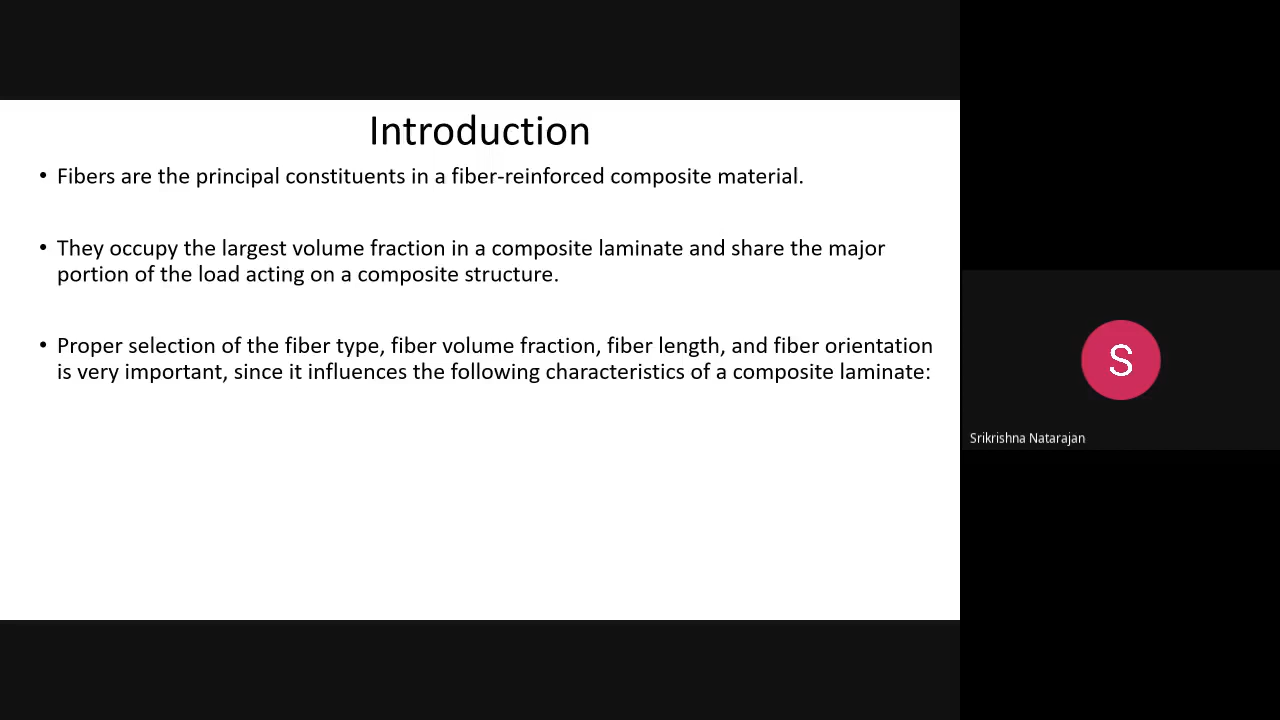 Introduction
• Fibers are the principal constituents in a fiber-reinforced composite material.
• They occupy the largest volume fraction in a composite laminate and share the major
portion of the load acting on a composite structure.
• Proper selection of the fiber type, fiber volume fraction, fiber length, and fiber orientation
is very important, since it influences the following characteristics of a composite laminate:
S
Srikrishna Natarajan